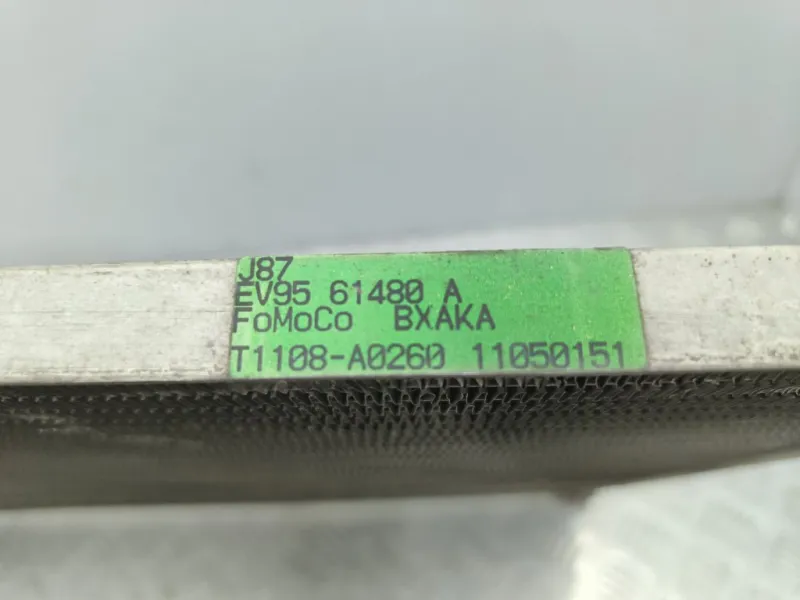 J87
EV95 61480 A
FoMoCo BXAKA
T1108-A0260 11050151